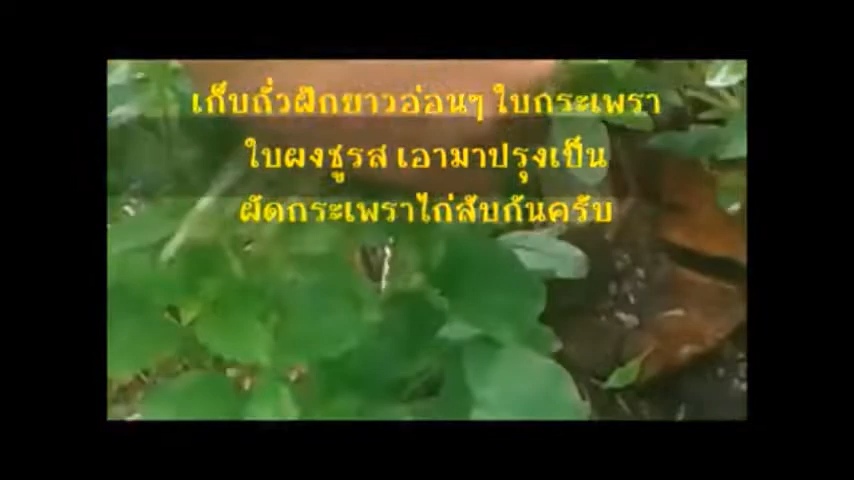 เก็บถั่วฝักยาวอ่อนๆ ใบกระเพรา
ใบผงชูรส เอามาปรุงเป็น
ผัดกระเพราไก่สับกันครับ